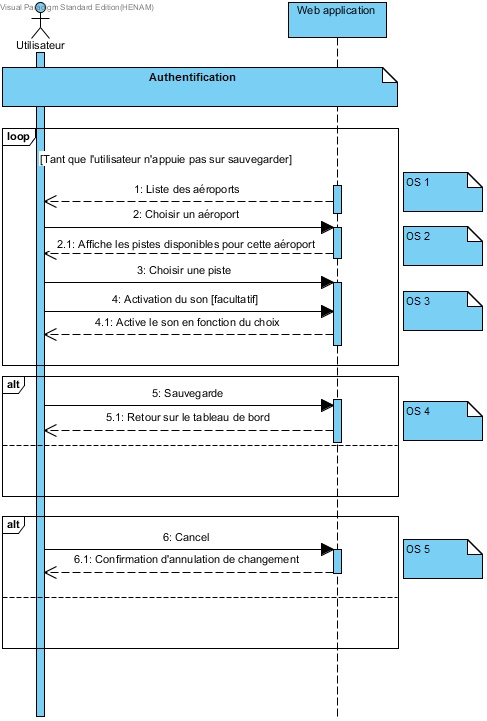 Visual Paradigm Standard Edition(HENAM)
Web application
Utilisateur
Authentification
loop
[Tant que l'utilisateur n'appuie pas sur sauvegarder]
1: Liste des aéroports
OS 1
2: Choisir un aéroport
2.1: Affiche les pistes disponibles pour cette aéroport
OS 2
3: Choisir une piste
4: Activation du son [facultatif]
OS 3
4.1: Active le son en fonction du choix
alt
5: Sauvegarde
OS 4
5.1: Retour sur le tableau de bord
alt
6: Cancel
OS 5
6.1: Confirmation d'annulation de changement